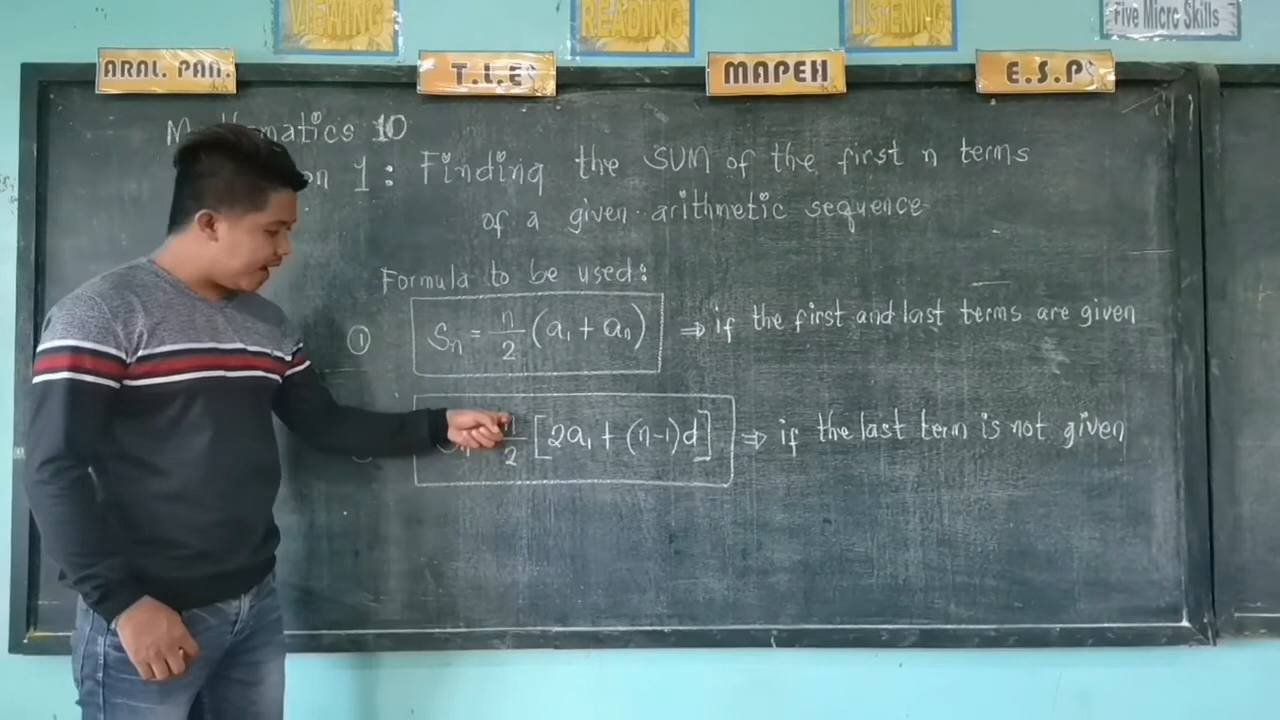 VIEWING
READING
LISTENING
Five Micro Skills
ARAL. PAN.
T.L.E
MAPEH
E.S.P
10
1: Finding the SUM of the first n terms
of a given arithmetic sequence
Formula to be used:
① Sₙ = n/2 (a₁ + aₙ) ⇒ if the first and last terms are given
n/2 [2a₁ + (n-1)d] ⇒ if the last term is not given